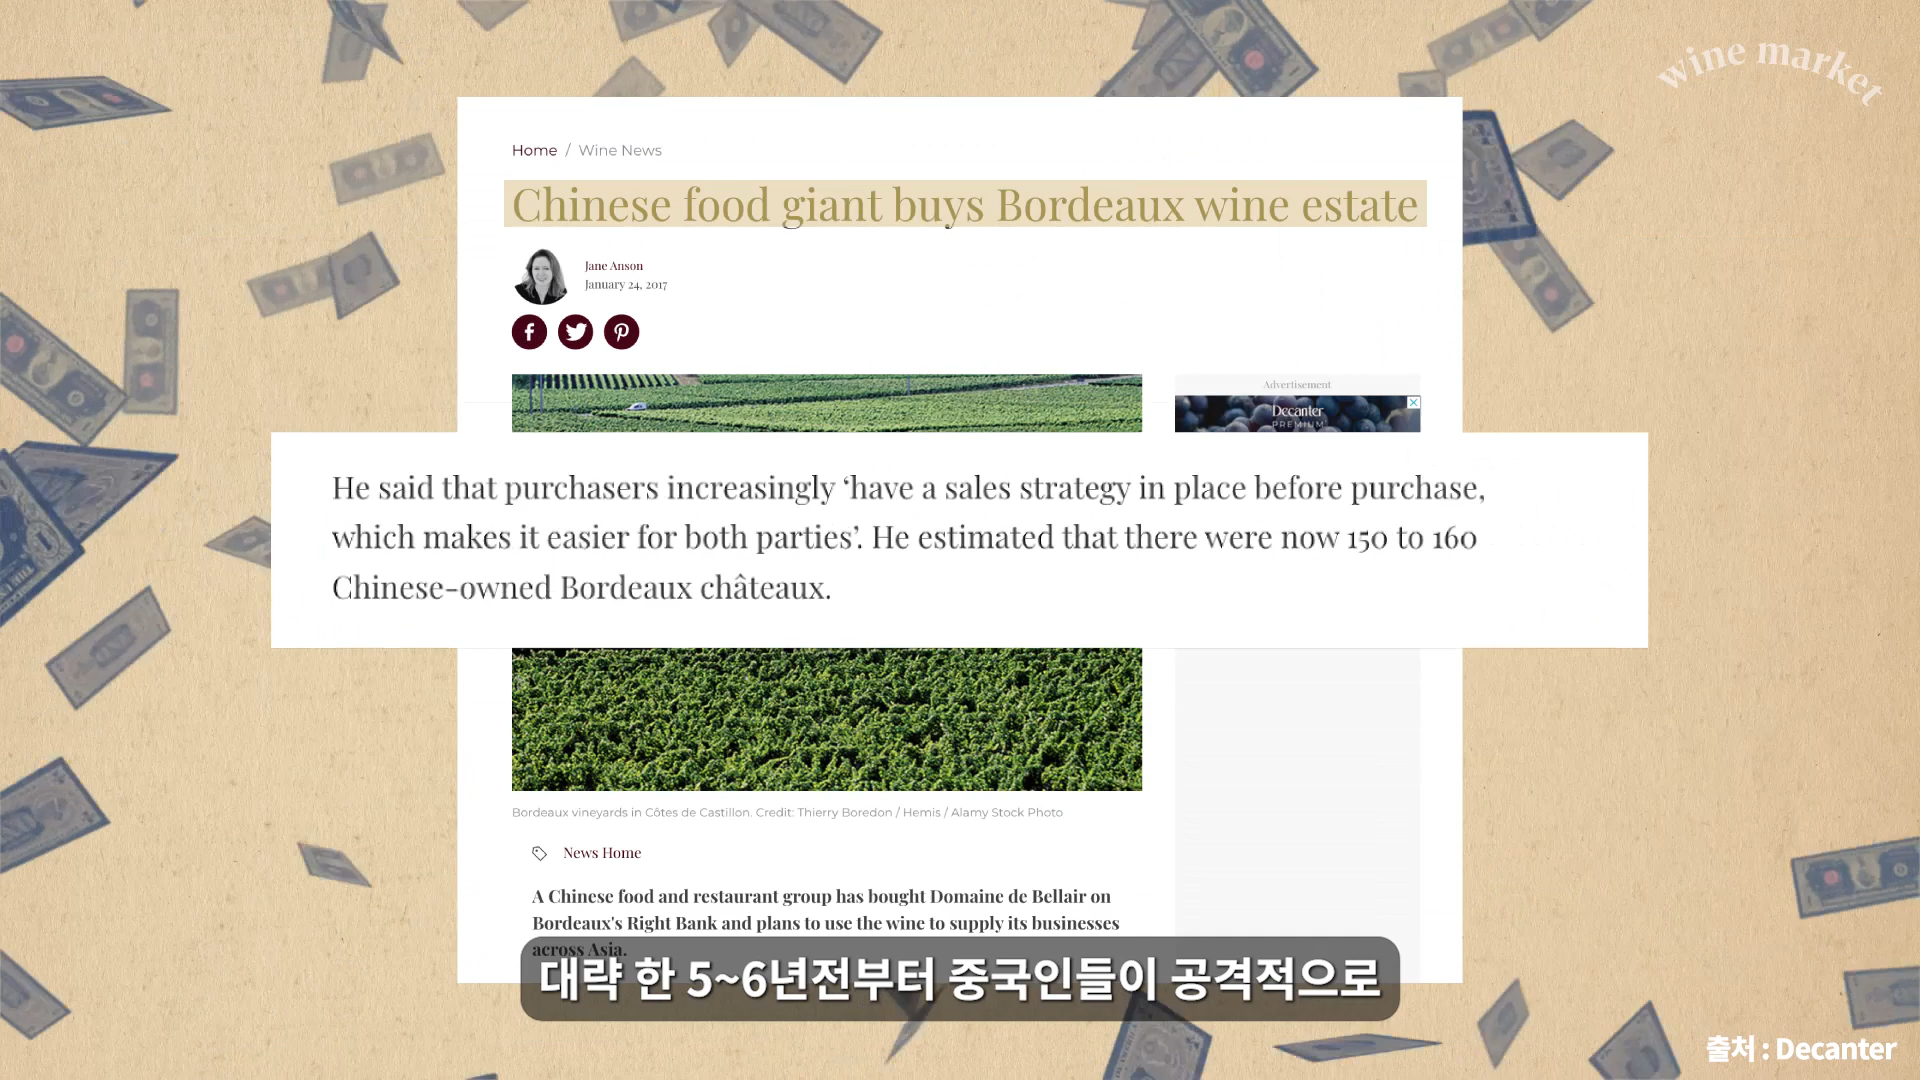 wine market
Home / Wine News
Chinese food giant buys Bordeaux wine estate
Jane Anson
January 24, 2017
Advertisement
Decanter
PREMIUM
He said that purchasers increasingly ‘have a sales strategy in place before purchase,
which makes it easier for both parties’. He estimated that there were now 150 to 160
Chinese-owned Bordeaux châteaux.
Bordeaux vineyards in Côtes de Castillon. Credit: Thierry Boredon / Hemis / Alamy Stock Photo
News Home
A Chinese food and restaurant group has bought Domaine de Bellair on
Bordeaux's Right Bank and plans to use the wine to supply its businesses
across Asia.
대략 한 5~6년전부터 중국인들이 공격적으로
출처 : Decanter